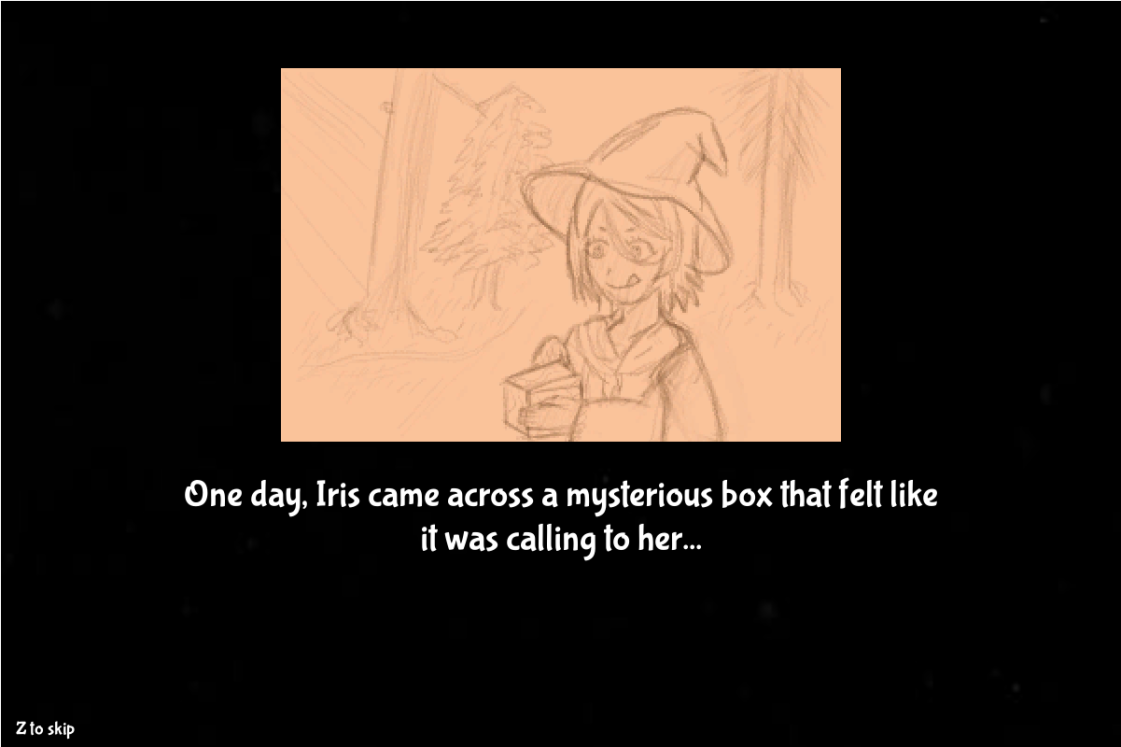 One day, Iris came across a mysterious box that felt like
it was calling to her...
Z to skip